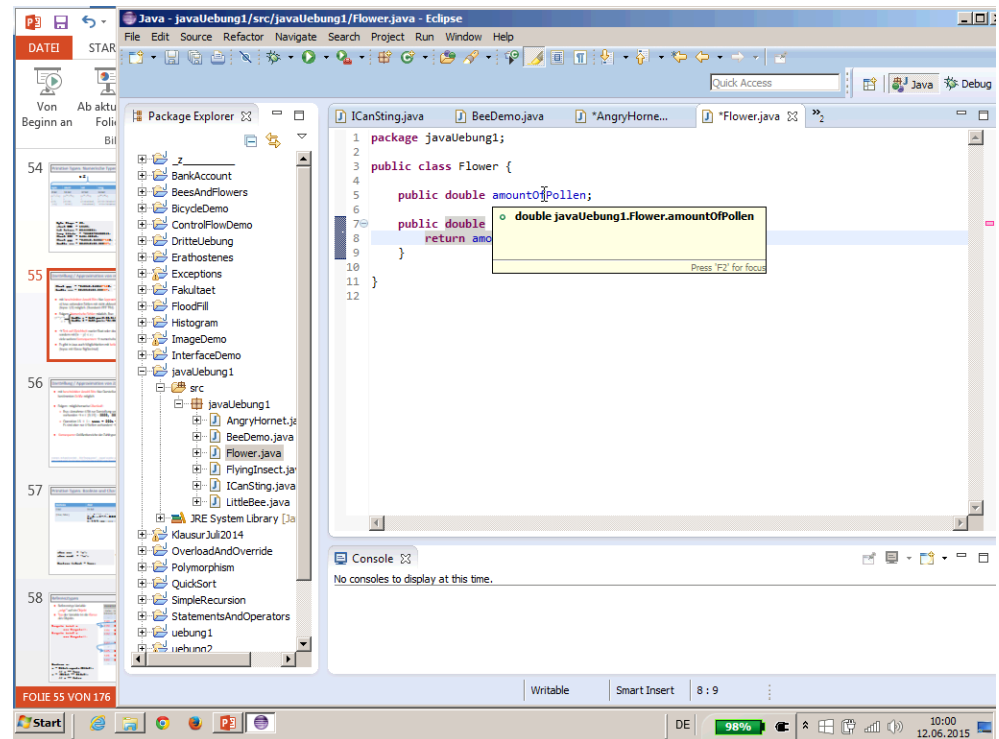 Java - javaUebung1/src/javaUebung1/Flower.java - Eclipse
File Edit Source Refactor Navigate Search Project Run Window Help
DATEI STAR
Quick Access
Java Debug
Von Beginn an
Ab aktu Folie
Bil
Package Explorer
_z_________
BankAccount
BeesAndFlowers
BicycleDemo
ControlFlowDemo
DritteUebung
Erathostenes
Exceptions
Fakultaet
FloodFill
Histogram
ImageDemo
InterfaceDemo
javaUebung1
src
javaUebung1
AngryHornet.ja
BeeDemo.java
Flower.java
FlyingInsect.ja
ICanSting.java
LittleBee.java
JRE System Library [Ja
KlausurJuli2014
OverloadAndOverride
Polymorphism
QuickSort
SimpleRecursion
StatementsAndOperators
uebung1
uebung2
ICanSting.java BeeDemo.java *AngryHorne... *Flower.java »2
1 package javaUebung1;
2
3 public class Flower {
4
5 public double amountOfPollen;
6
7 public double
8 return amo
9 }
10
11 }
12
double javaUebung1.Flower.amountOfPollen
Press 'F2' for focus
Console
No consoles to display at this time.
54
55
56
57
58
Writable Smart Insert 8 : 9
FOLIE 55 VON 176
Start
DE 98% 10:00
12.06.2015